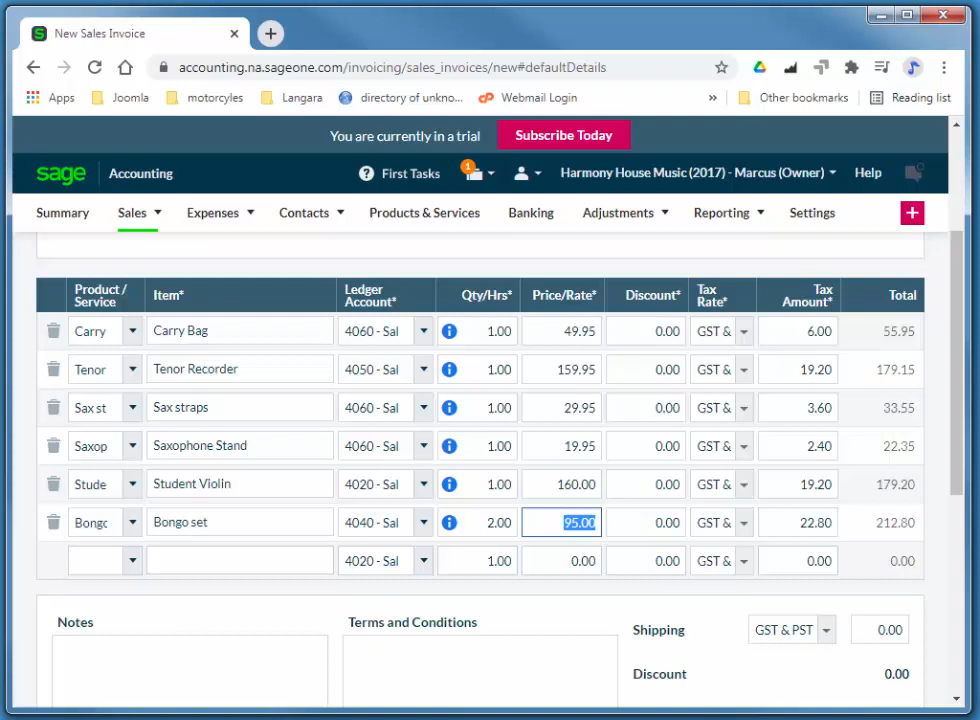 New Sales Invoice
accounting.na.sageone.com/invoicing/sales_invoices/new#defaultDetails
Apps Joomla motorcyles Langara directory of unkno... Webmail Login » Other bookmarks Reading list
You are currently in a trial Subscribe Today
sage Accounting ? First Tasks 1 Harmony House Music (2017) - Marcus (Owner) Help
Summary Sales Expenses Contacts Products & Services Banking Adjustments Reporting Settings +
Product / Service Item* Ledger Account* Qty/Hrs* Price/Rate* Discount* Tax Rate* Tax Amount* Total
Carry Carry Bag 4060 - Sal 1.00 49.95 0.00 GST & 6.00 55.95
Tenor Tenor Recorder 4050 - Sal 1.00 159.95 0.00 GST & 19.20 179.15
Sax st Sax straps 4060 - Sal 1.00 29.95 0.00 GST & 3.60 33.55
Saxop Saxophone Stand 4060 - Sal 1.00 19.95 0.00 GST & 2.40 22.35
Stude Student Violin 4020 - Sal 1.00 160.00 0.00 GST & 19.20 179.20
Bongo Bongo set 4040 - Sal 2.00 95.00 0.00 GST & 22.80 212.80
4020 - Sal 1.00 0.00 0.00 GST & 0.00 0.00
Notes Terms and Conditions Shipping GST & PST 0.00
Discount 0.00